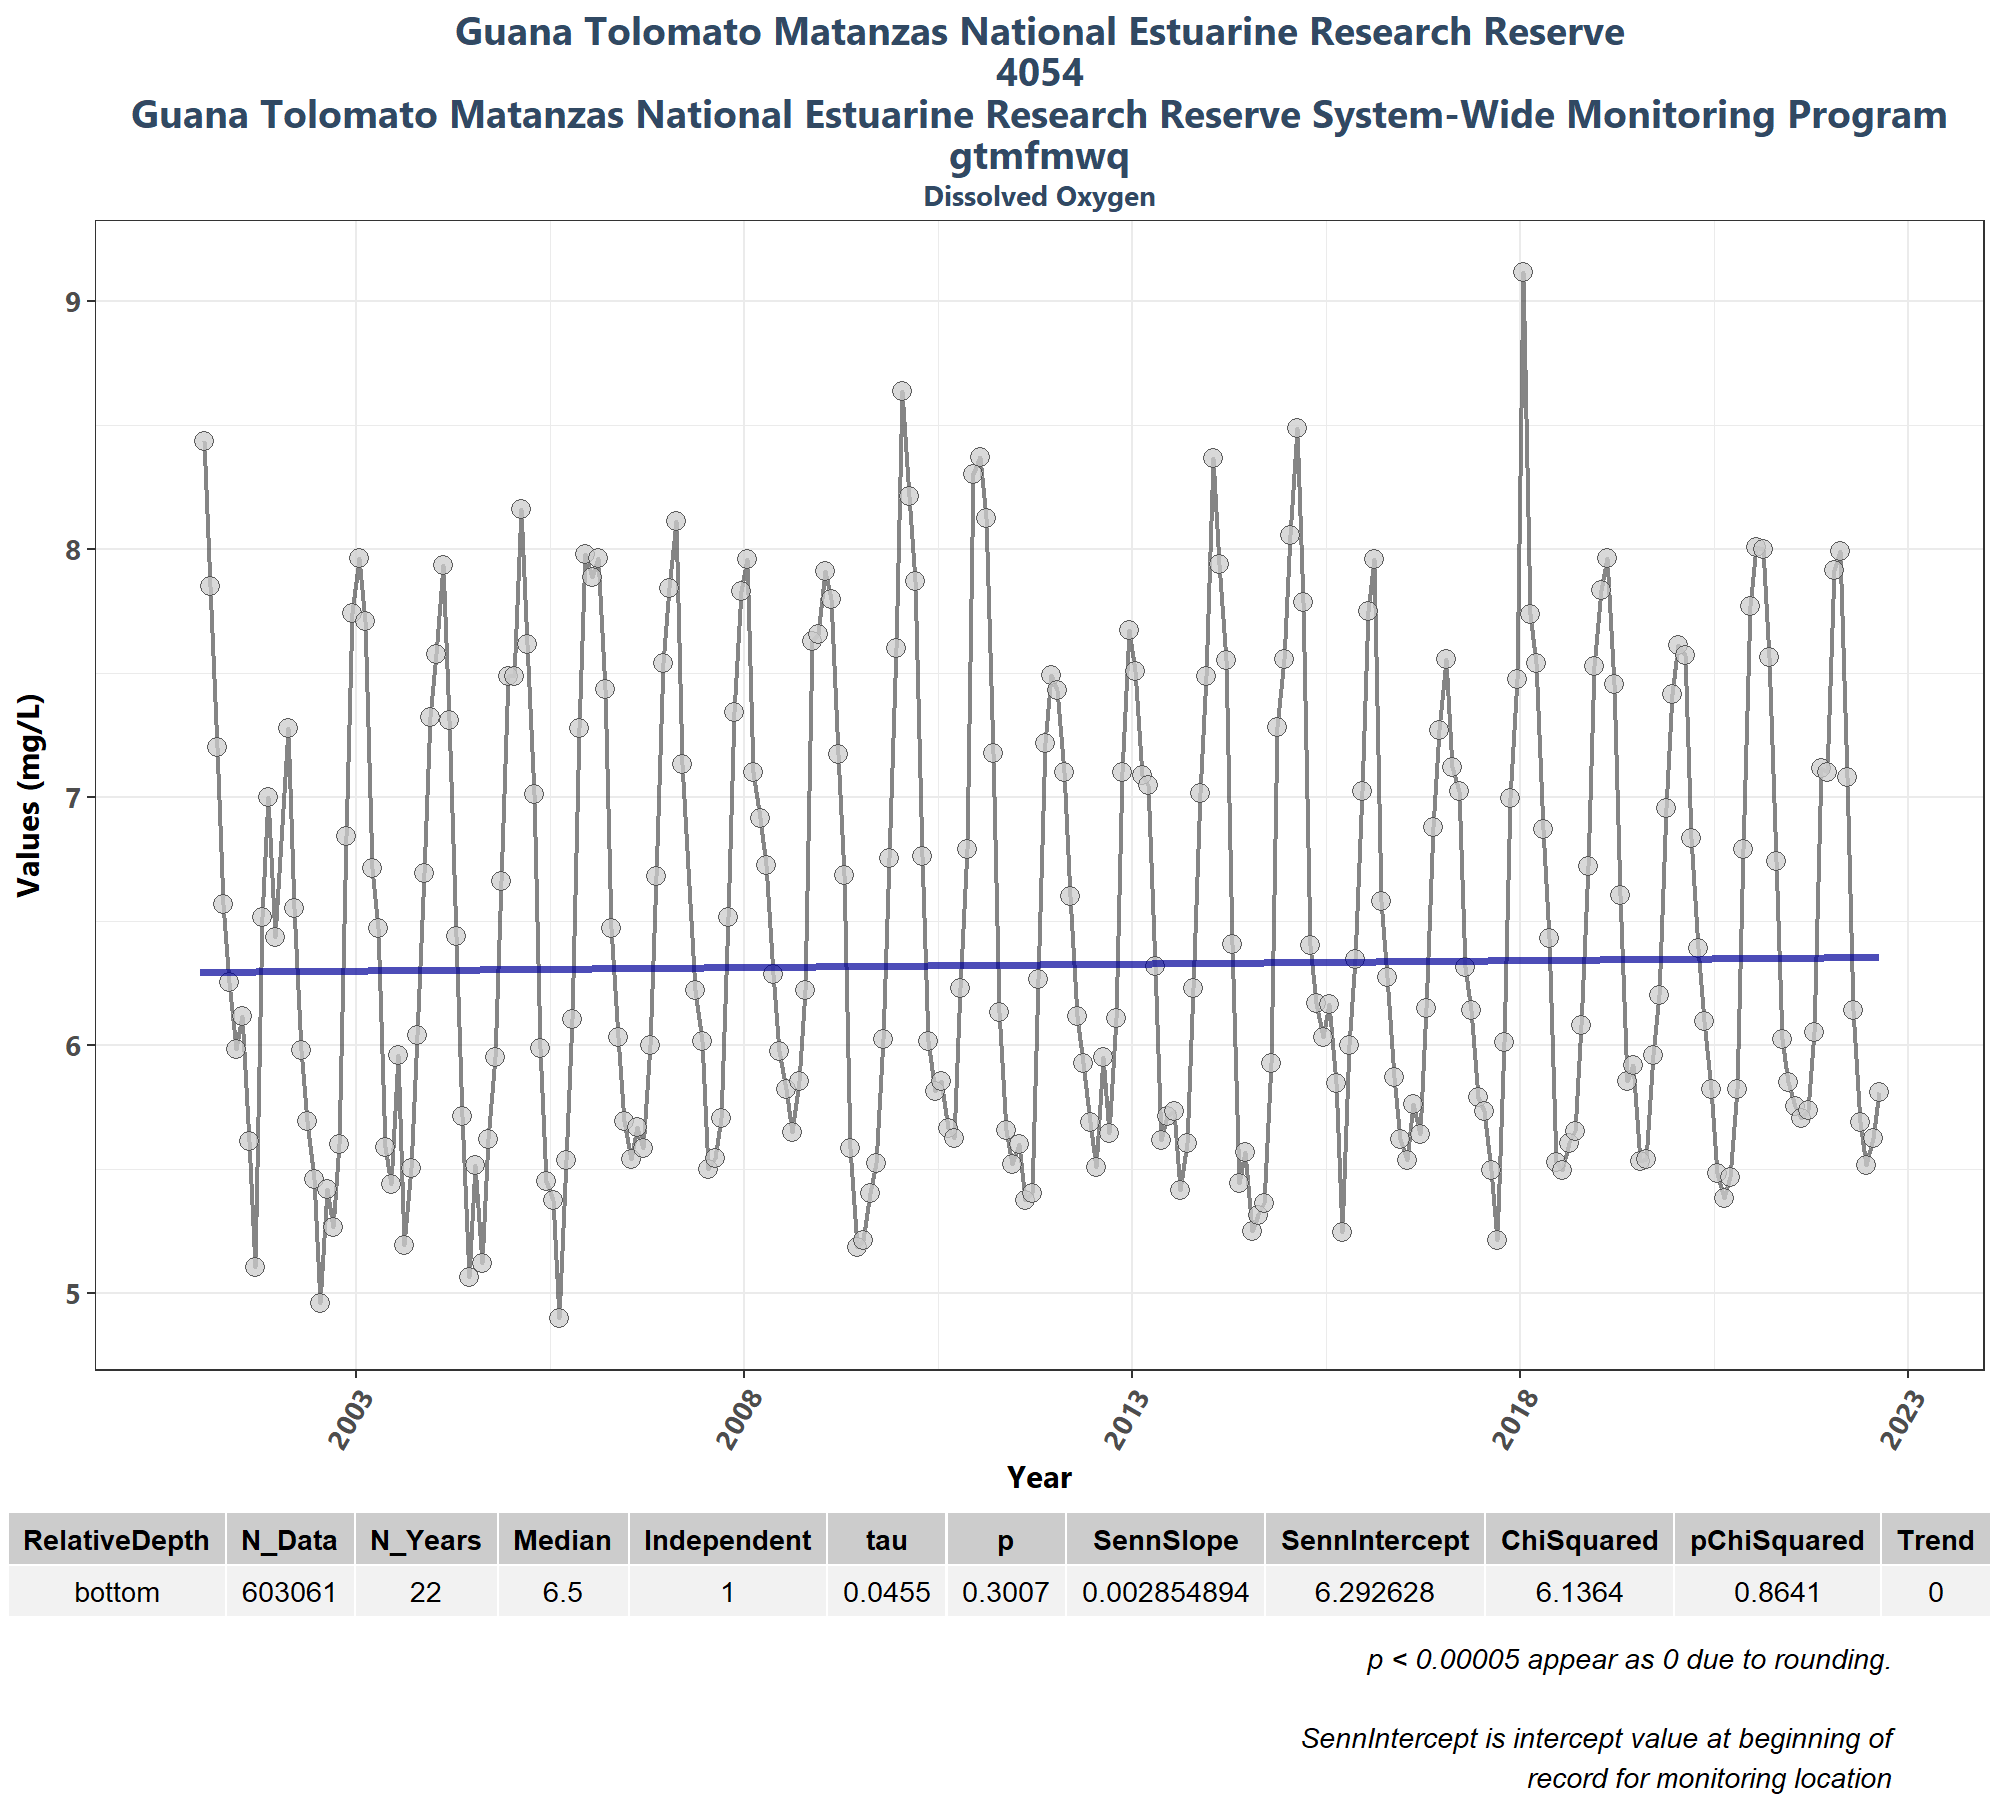 Guana Tolomato Matanzas National Estuarine Research Reserve
4054
Guana Tolomato Matanzas National Estuarine Research Reserve System-Wide Monitoring Program
gtmfmwq
Dissolved Oxygen
Values (mg/L)
9
8
7
6
5
2003 2008 2013 2018 2023
Year
RelativeDepth N_Data N_Years Median Independent tau p SennSlope SennIntercept ChiSquared pChiSquared Trend
bottom 603061 22 6.5 1 0.0455 0.3007 0.002854894 6.292628 6.1364 0.8641 0
p < 0.00005 appear as 0 due to rounding.
SennIntercept is intercept value at beginning of
record for monitoring location